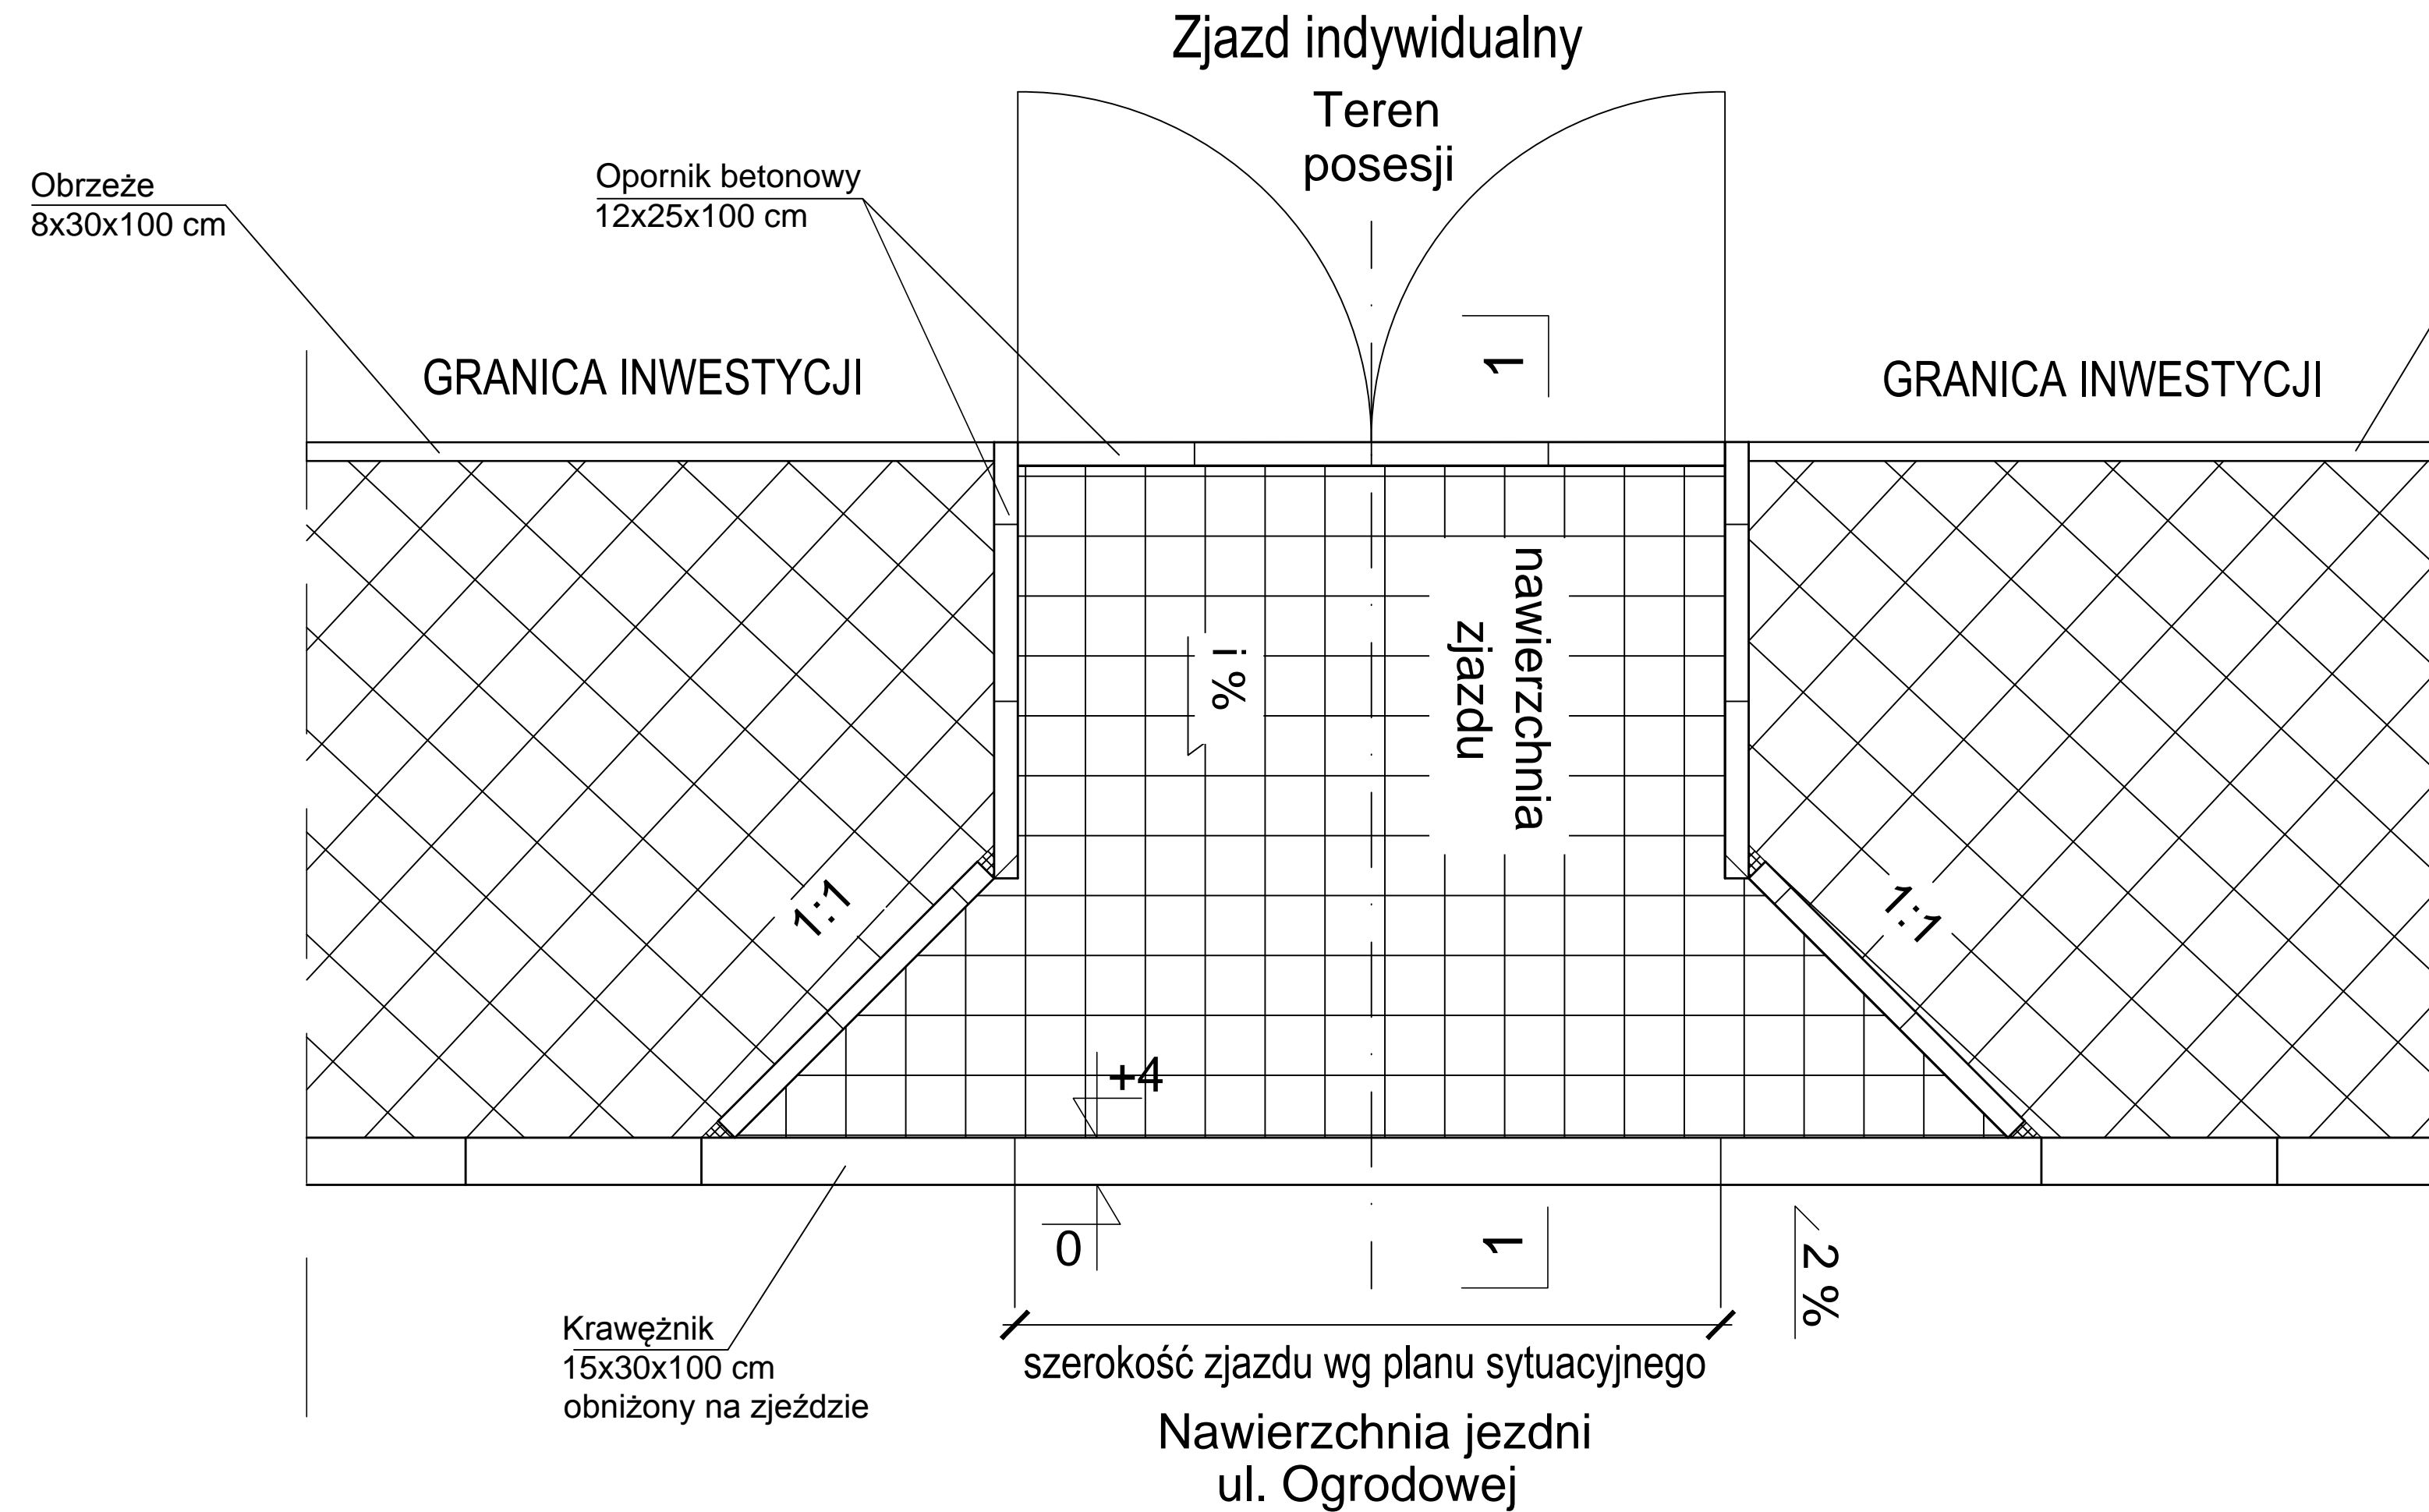 Zjazd indywidualny
Teren
posesji
Obrzeże
8x30x100 cm
Opornik betonowy
12x25x100 cm
GRANICA INWESTYCJI
GRANICA INWESTYCJI
1
nawierzchnia
zjazdu
i %
1:1
1:1
+4
0
1
2 %
Krawężnik
15x30x100 cm
obniżony na zjeździe
szerokość zjazdu wg planu sytuacyjnego
Nawierzchnia jezdni
ul. Ogrodowej